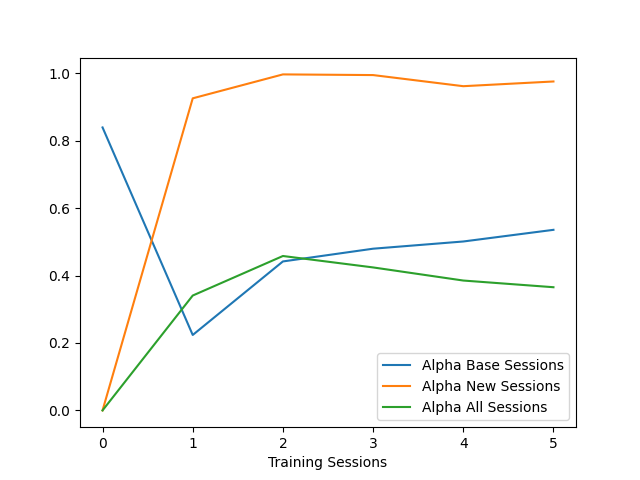 1.0
0.8
0.6
0.4
0.2
0.0
Alpha Base Sessions
Alpha New Sessions
Alpha All Sessions
0 1 2 3 4 5
Training Sessions